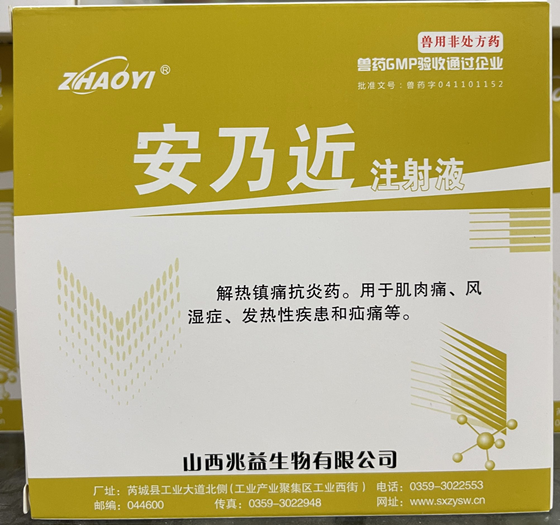 兽用非处方药
ZHAOYI®
兽药GMP验收通过企业
批准文号：兽药字041101152
安乃近 注射液
解热镇痛抗炎药。用于肌肉痛、风
湿症、发热性疾患和疝痛等。
山西兆益生物有限公司
厂址：芮城县工业大道北侧(工业产业聚集区工业西街) 电话：0359-3022553
邮编：044600 传真：0359-3022948 网址：www.sxzysw.cn